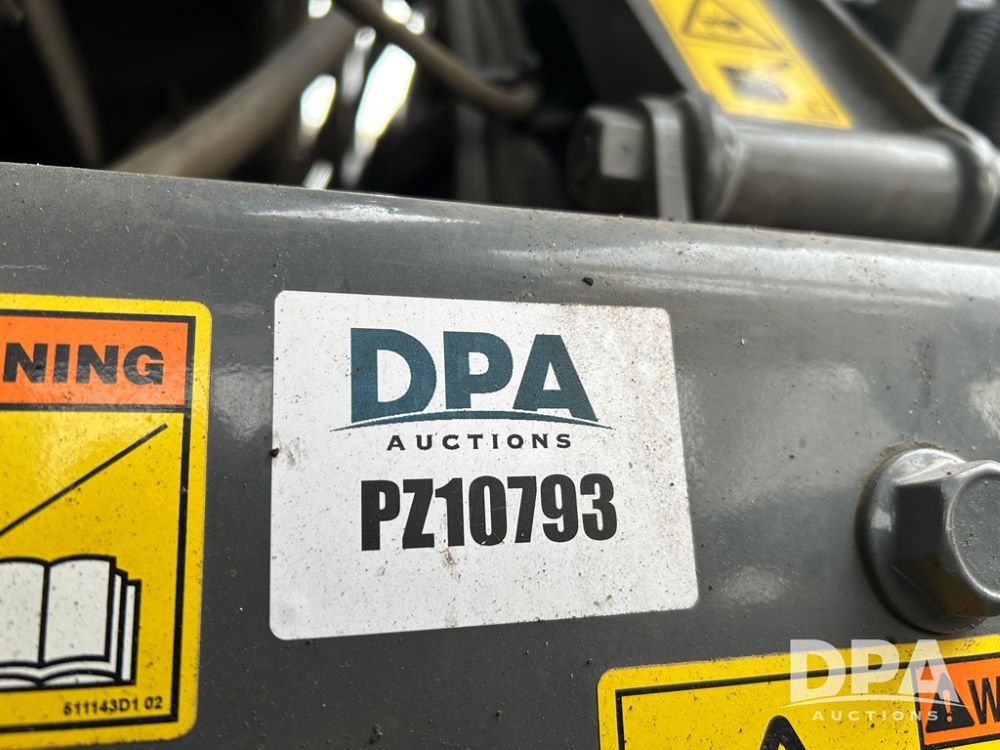 NING
511143D1 02
DPA
AUCTIONS
PZ10793
W
DPA
AUCTIONS